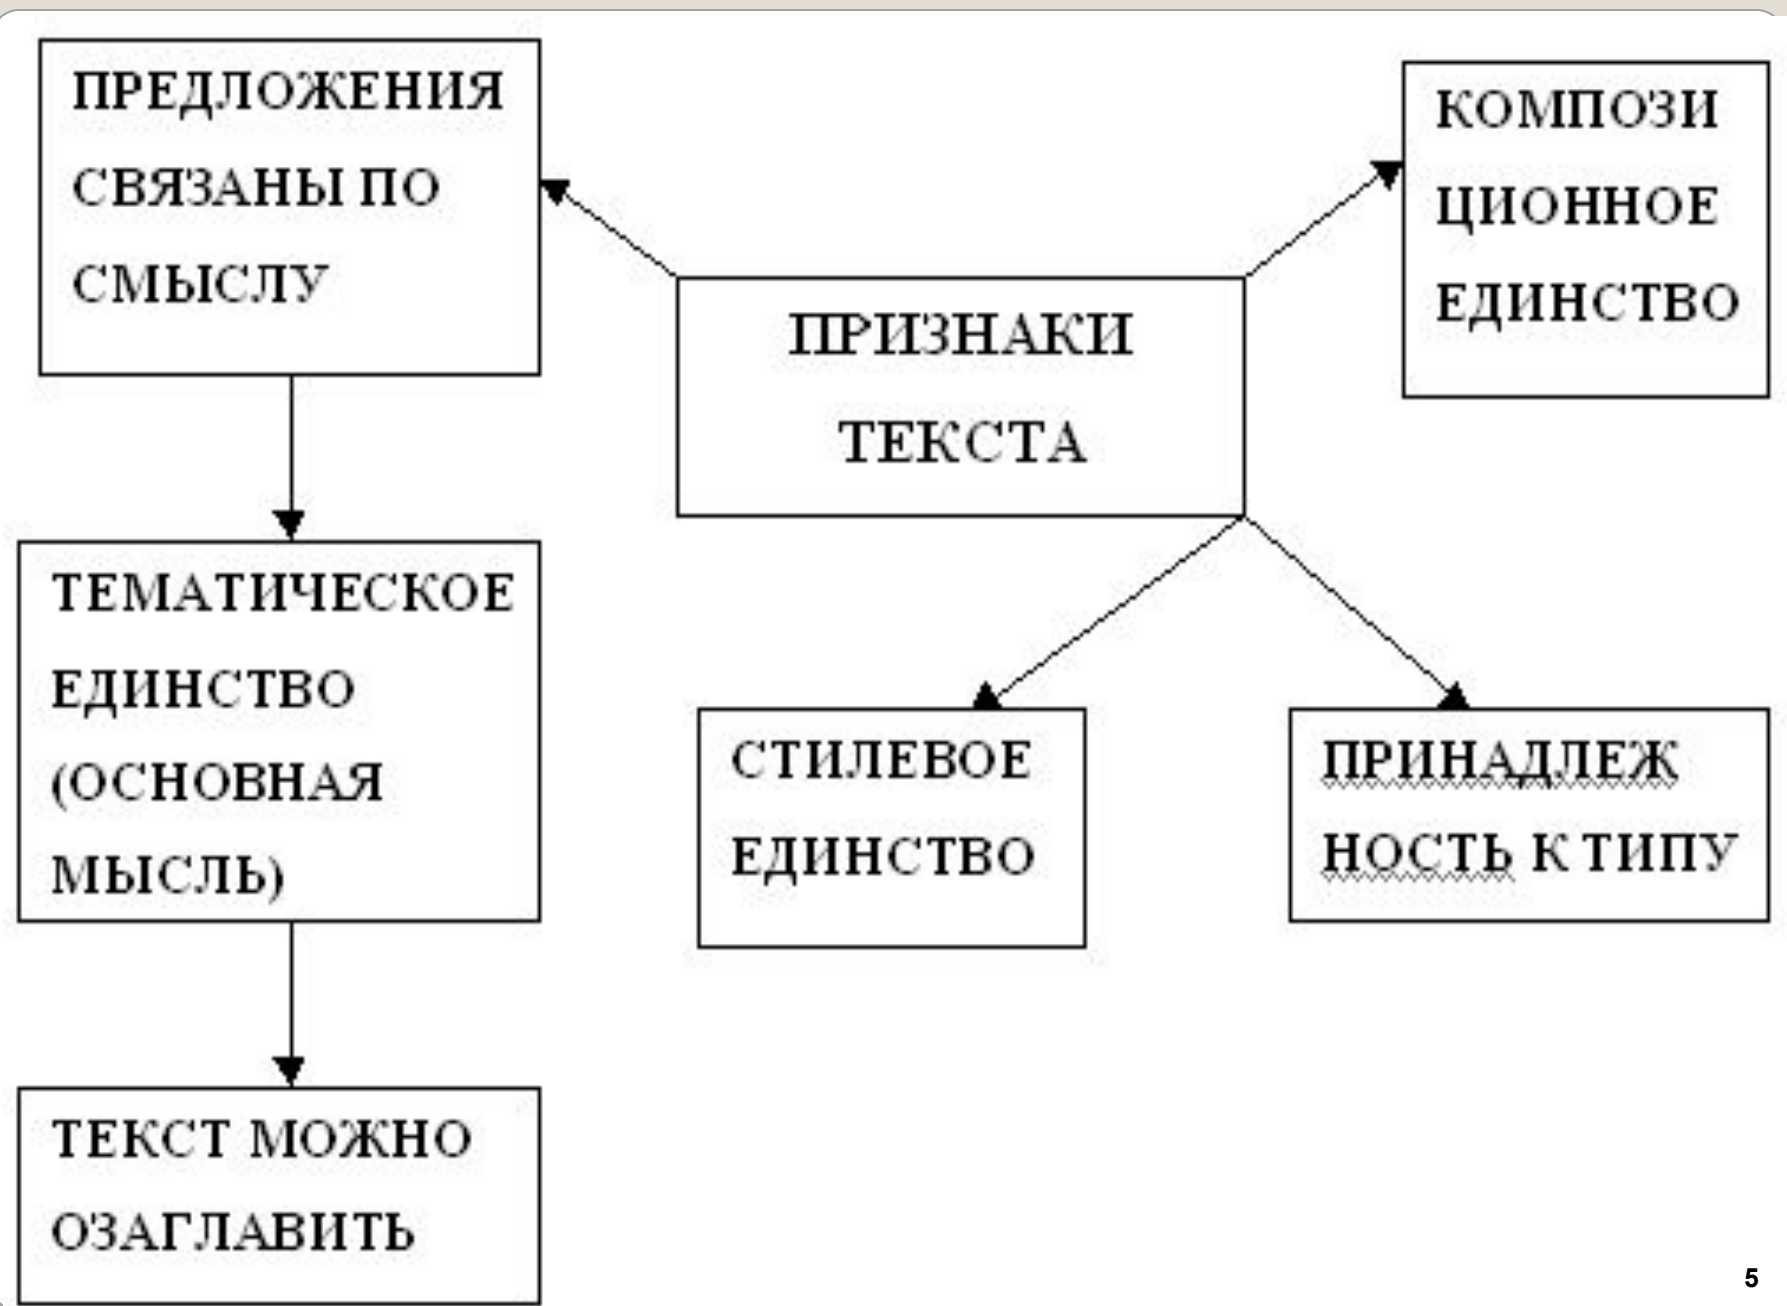 ПРЕДЛОЖЕНИЯ
СВЯЗАНЫ ПО
СМЫСЛУ
КОМПОЗИ
ЦИОННОЕ
ЕДИНСТВО
ПРИЗНАКИ
ТЕКСТА
ТЕМАТИЧЕСКОЕ
ЕДИНСТВО
(ОСНОВНАЯ
МЫСЛЬ)
СТИЛЕВОЕ
ЕДИНСТВО
ПРИНАДЛЕЖ
НОСТЬ К ТИПУ
ТЕКСТ МОЖНО
ОЗАГЛАВИТЬ
5